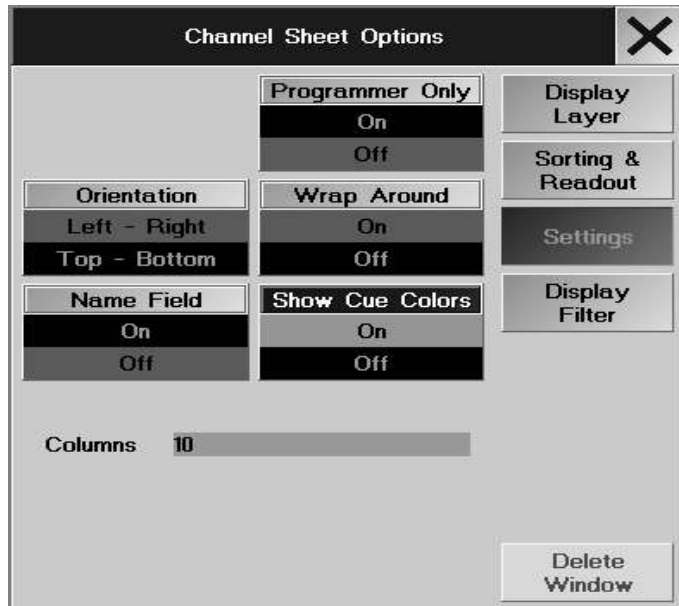 Channel Sheet Options
Programmer Only
On
Off
Orientation
Left - Right
Top - Bottom
Wrap Around
On
Off
Name Field
On
Off
Show Cue Colors
On
Off
Columns 10
Display
Layer
Sorting &
Readout
Settings
Display
Filter
Delete
Window